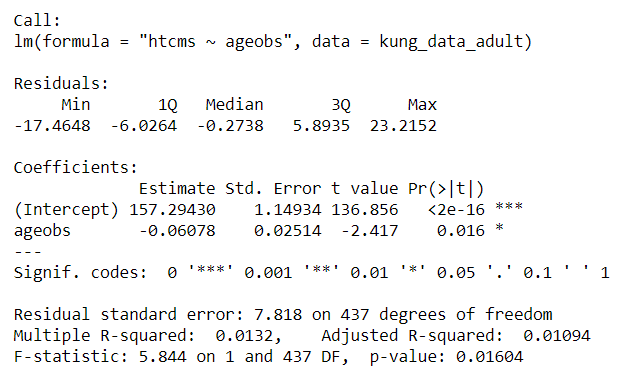 Call:
lm(formula = "htcms ~ ageobs", data = kung_data_adult)

Residuals:
     Min       1Q   Median       3Q      Max
-17.4648  -6.0264  -0.2738   5.8935  23.2152

Coefficients:
             Estimate Std. Error t value Pr(>|t|)
(Intercept) 157.29430    1.14934 136.856   <2e-16 ***
ageobs       -0.06078    0.02514  -2.417    0.016 *
---
Signif. codes:  0 '***' 0.001 '**' 0.01 '*' 0.05 '.' 0.1 ' ' 1

Residual standard error: 7.818 on 437 degrees of freedom
Multiple R-squared:  0.0132,    Adjusted R-squared:  0.01094
F-statistic: 5.844 on 1 and 437 DF,  p-value: 0.01604